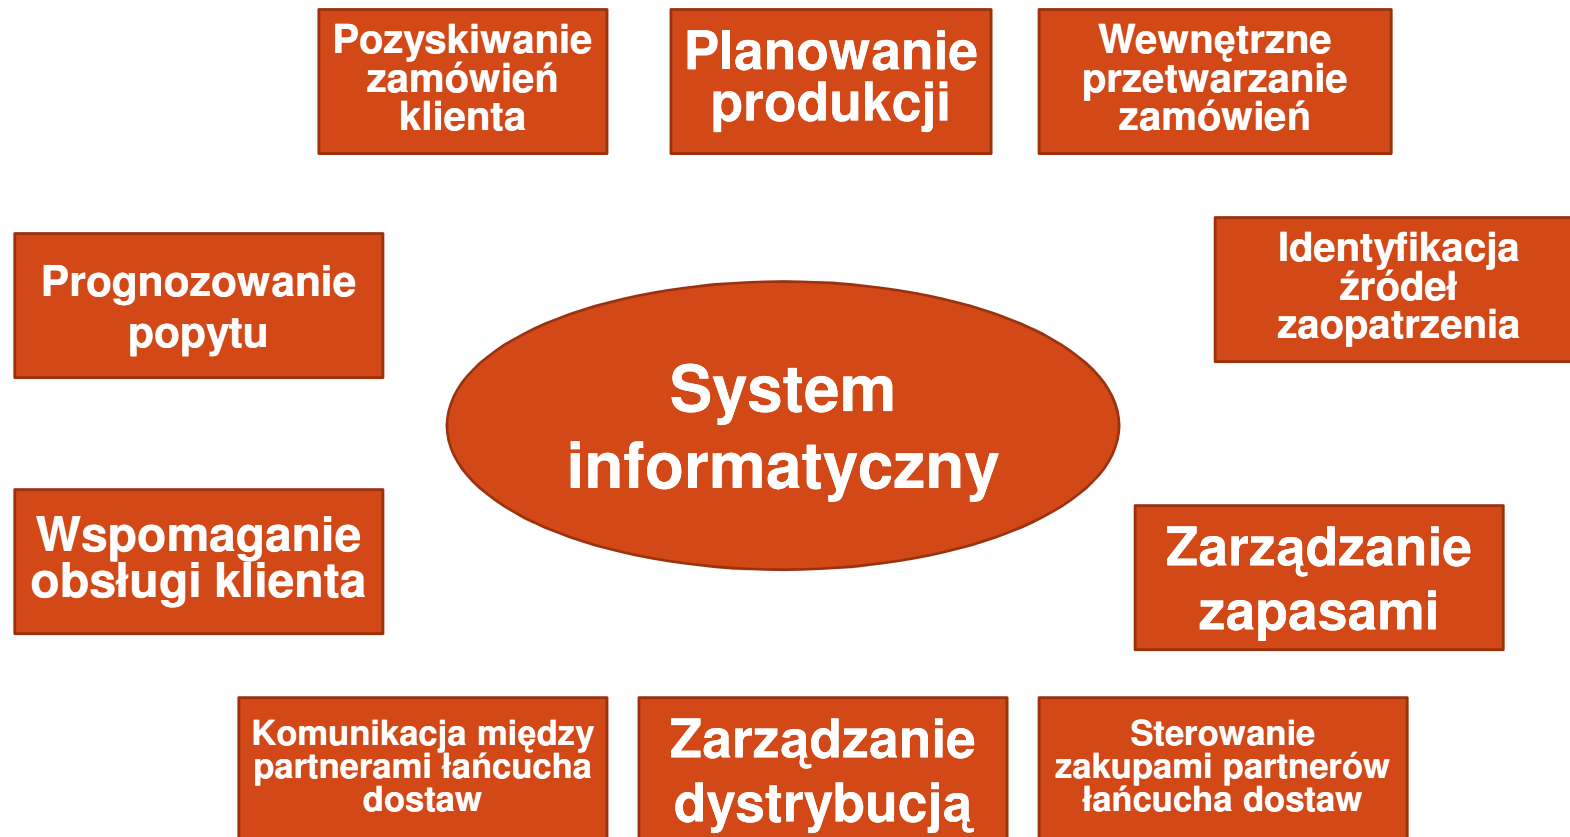 Pozyskiwanie
zamówień
klienta
Planowanie
produkcji
Wewnętrzne
przetwarzanie
zamówień
Prognozowanie
popytu
Identyfikacja
źródeł
zaopatrzenia
System
informatyczny
Wspomaganie
obsługi klienta
Zarządzanie
zapasami
Komunikacja między
partnerami łańcucha
dostaw
Zarządzanie
dystrybucją
Sterowanie
zakupami partnerów
łańcucha dostaw